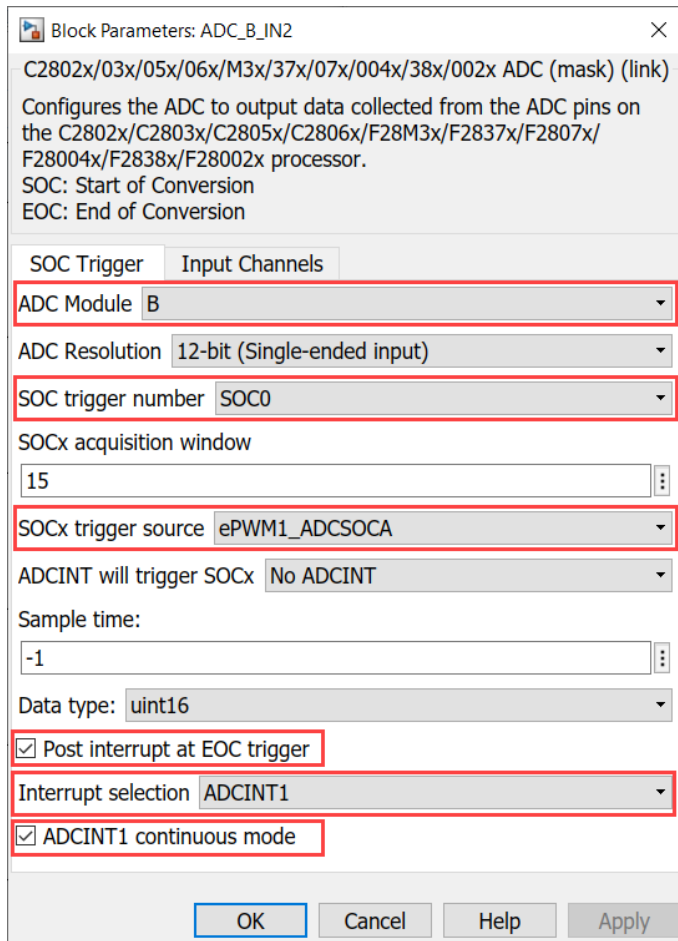 Block Parameters: ADC_B_IN2
C2802x/03x/05x/06x/M3x/37x/07x/004x/38x/002x ADC (mask) (link)
Configures the ADC to output data collected from the ADC pins on
the C2802x/C2803x/C2805x/C2806x/F28M3x/F2837x/F2807x/
F28004x/F2838x/F28002x processor.
SOC: Start of Conversion
EOC: End of Conversion
SOC Trigger Input Channels
ADC Module B
ADC Resolution 12-bit (Single-ended input)
SOC trigger number SOC0
SOCx acquisition window
15
SOCx trigger source ePWM1_ADCSOCA
ADCINT will trigger SOCx No ADCINT
Sample time:
-1
Data type: uint16
Post interrupt at EOC trigger
Interrupt selection ADCINT1
ADCINT1 continuous mode
OK Cancel Help Apply